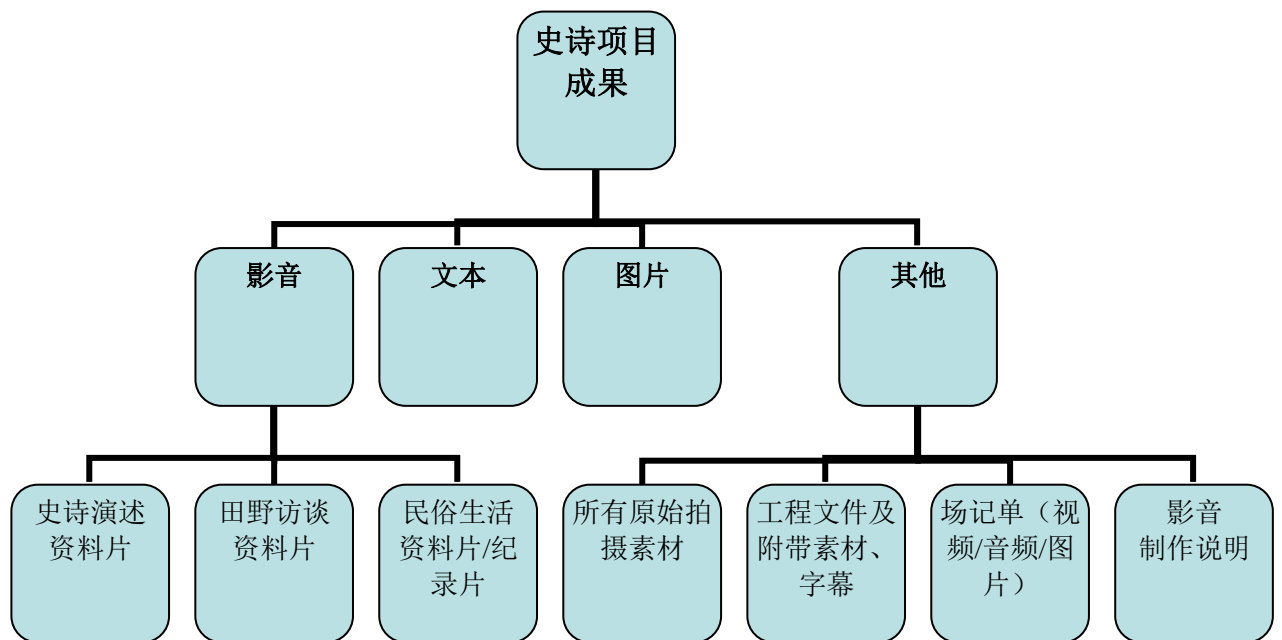 史诗项目
成果
影音
文本
图片
其他
史诗演述
资料片
田野访谈
资料片
民俗生活
资料片/纪
录片
所有原始拍
摄素材
工程文件及
附带素材、
字幕
场记单（视
频/音频/图
片）
影音
制作说明